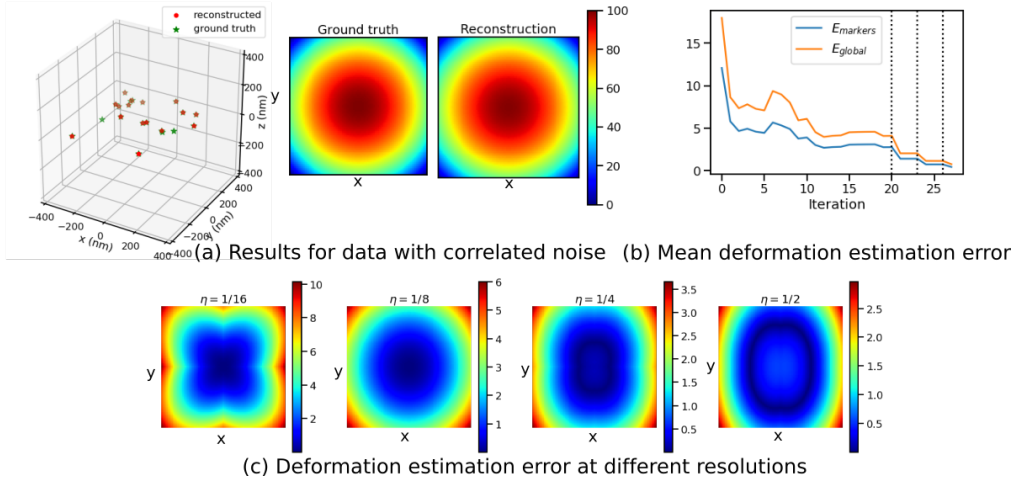 reconstructed
ground truth
400
200
0
−200
−400
z (nm)
−400
−200
0
200
400
x (nm)
−400
−200
0
200
400
y (nm)
Ground truth
Reconstruction
y
x
x
100
80
60
40
20
0
(a) Results for data with correlated noise
E_markers
E_global
15
10
5
0
0
5
10
15
20
25
Iteration
(b) Mean deformation estimation error
η = 1/16
y
x
10
8
6
4
2
η = 1/8
y
x
6
5
4
3
2
1
0
η = 1/4
y
x
3.5
3.0
2.5
2.0
1.5
1.0
0.5
0.0
η = 1/2
y
x
2.5
2.0
1.5
1.0
0.5
(c) Deformation estimation error at different resolutions